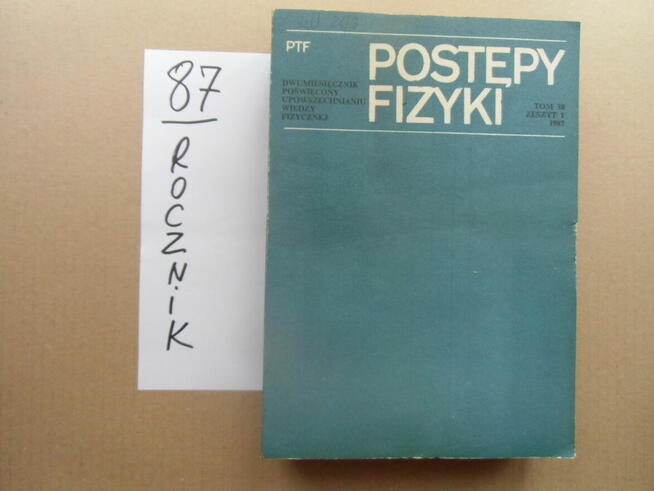 87
ROCZNIK
PTF
POSTĘPY
FIZYKI
DWUMIESIĘCZNIK
POŚWIĘCONY
UPOWSZECHNIANIU
WIEDZY
FIZYCZNEJ
TOM 38
ZESZYT 1
1987